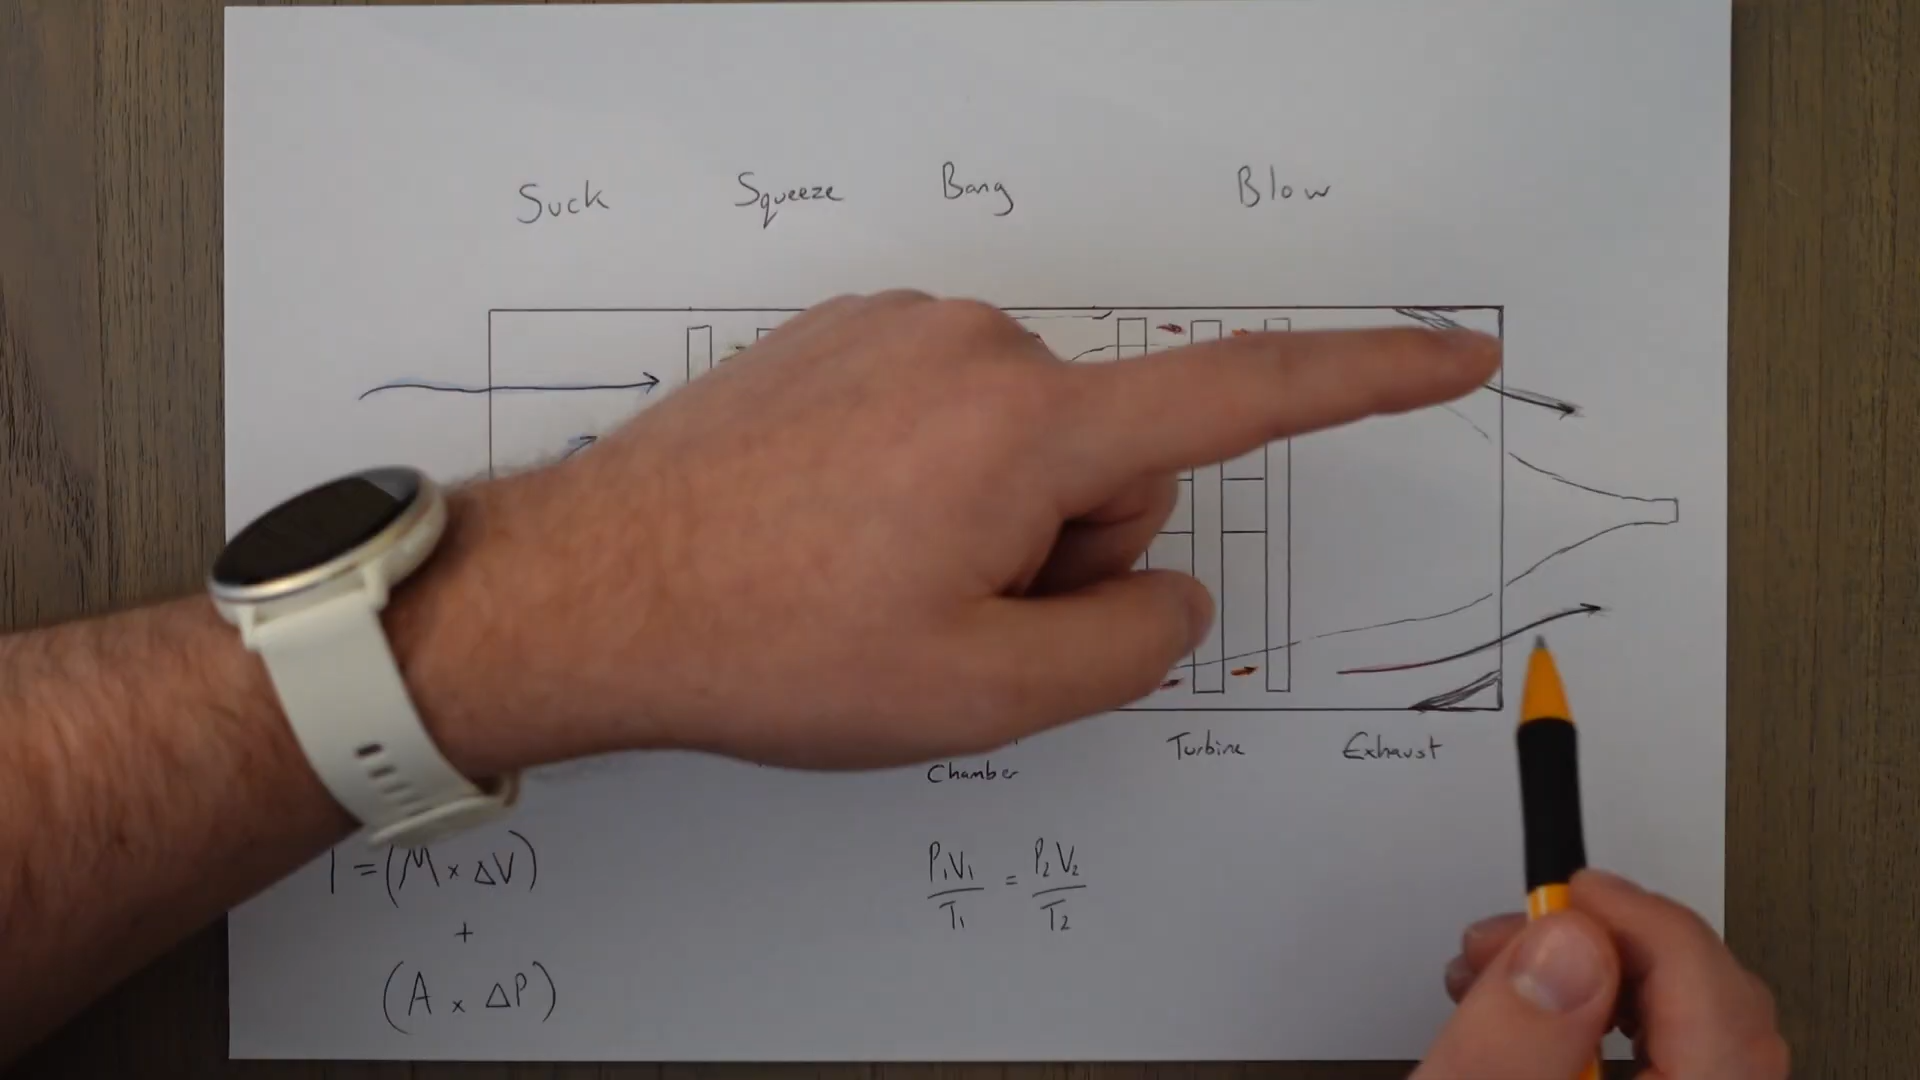 Suck Squeeze Bang Blow
Chamber
Turbine Exhaust
T = (M × ΔV)
+
(A × ΔP)
P₁V₁ / T₁ = P₂V₂ / T₂